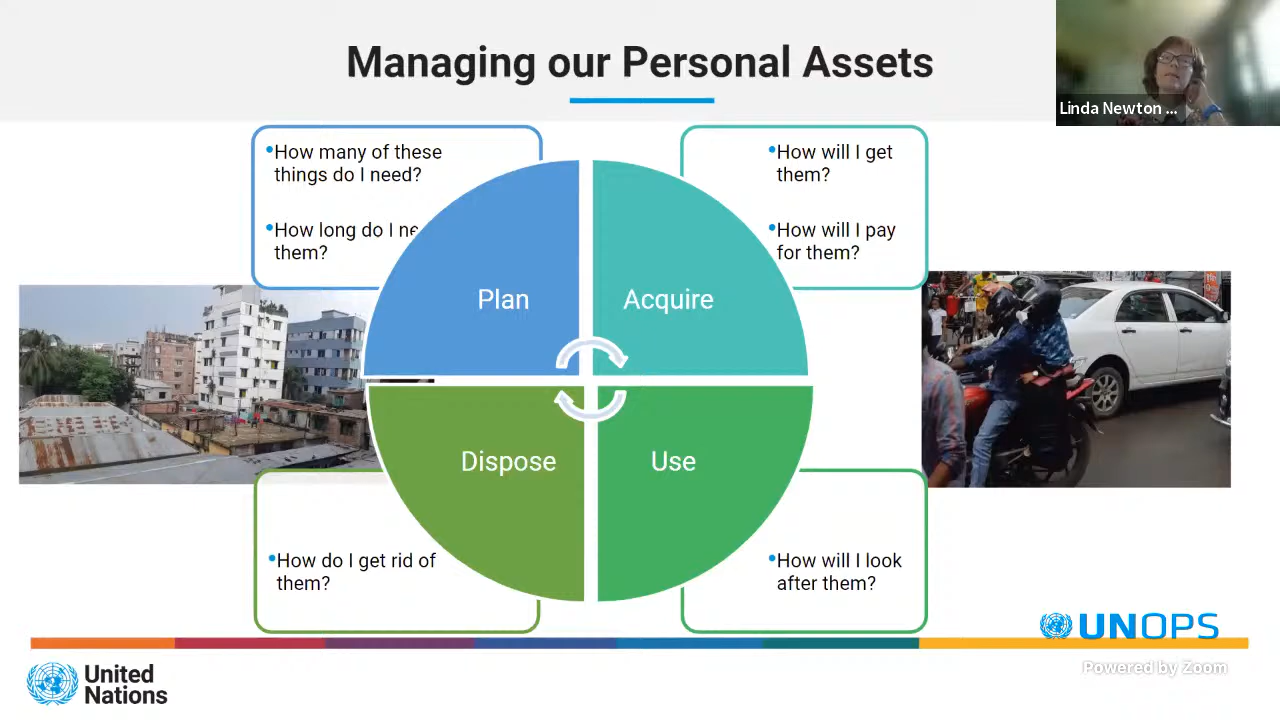 Managing our Personal Assets
Linda Newton ...
•How many of these
things do I need?
•How long do I ne
them?
•How will I get
them?
•How will I pay
for them?
Plan
Acquire
Dispose
Use
•How do I get rid of
them?
•How will I look
after them?
UNOPS
Powered by Zoom
United
Nations